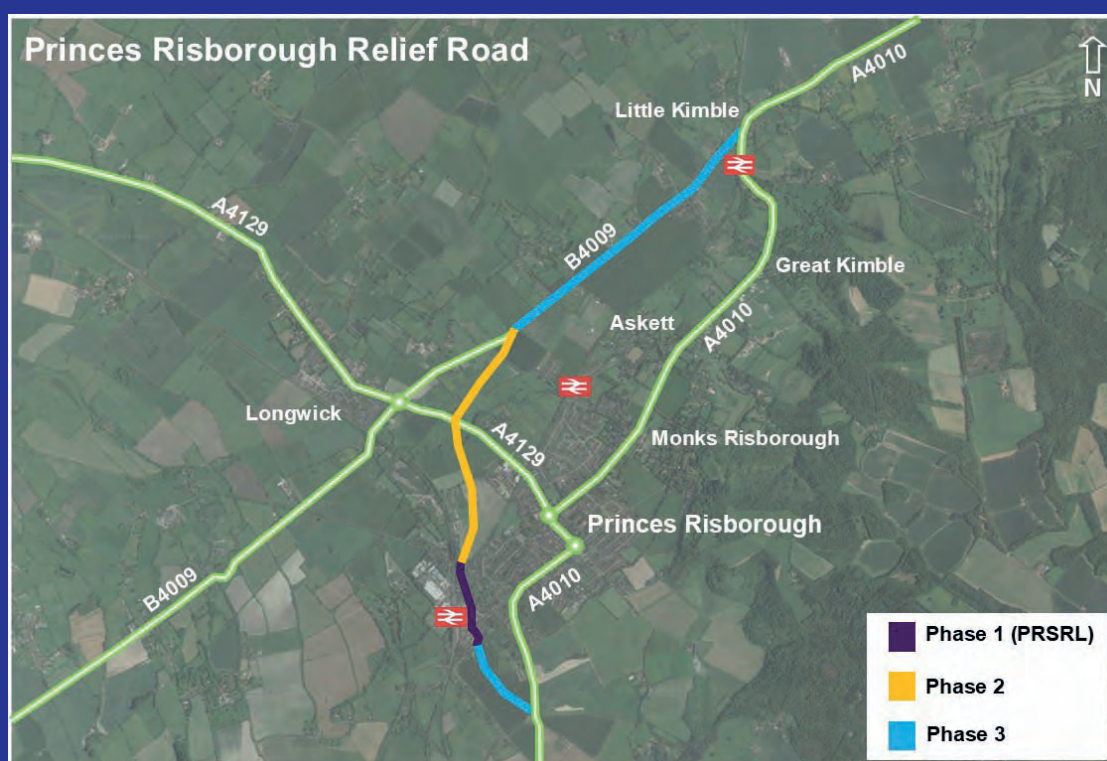 Princes Risborough Relief Road
A4010
N
Little Kimble
A4129
B4009
Great Kimble
Askett
A4010
Longwick
A4129
Monks Risborough
Princes Risborough
B4009
A4010
Phase 1 (PRSRL)
Phase 2
Phase 3